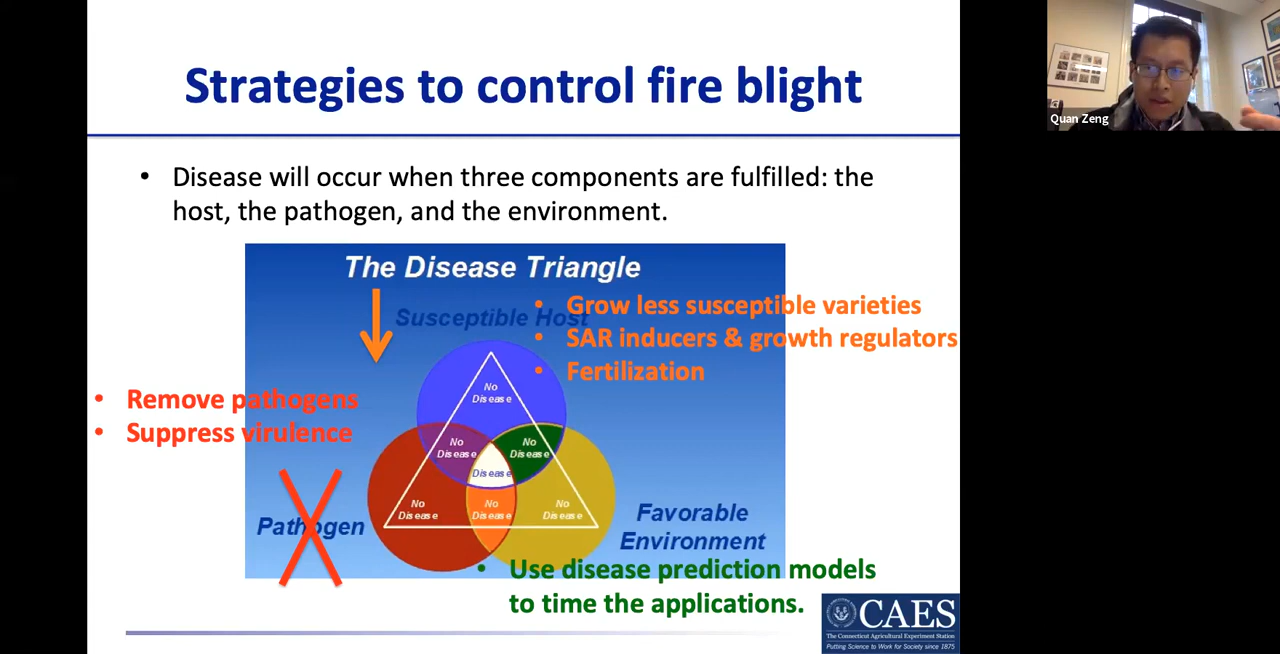 Strategies to control fire blight
Quan Zeng
• Disease will occur when three components are fulfilled: the
host, the pathogen, and the environment.
The Disease Triangle
Susceptible Host
• Grow less susceptible varieties
• SAR inducers & growth regulators
• Fertilization
• Remove pathogens
• Suppress virulence
No
Disease
No
Disease
No
Disease
Disease
No
Disease
No
Disease
No
Disease
Pathogen
Favorable
Environment
• Use disease prediction models
to time the applications.
CAES
The Connecticut Agricultural Experiment Station
Putting Science to Work for Society since 1875